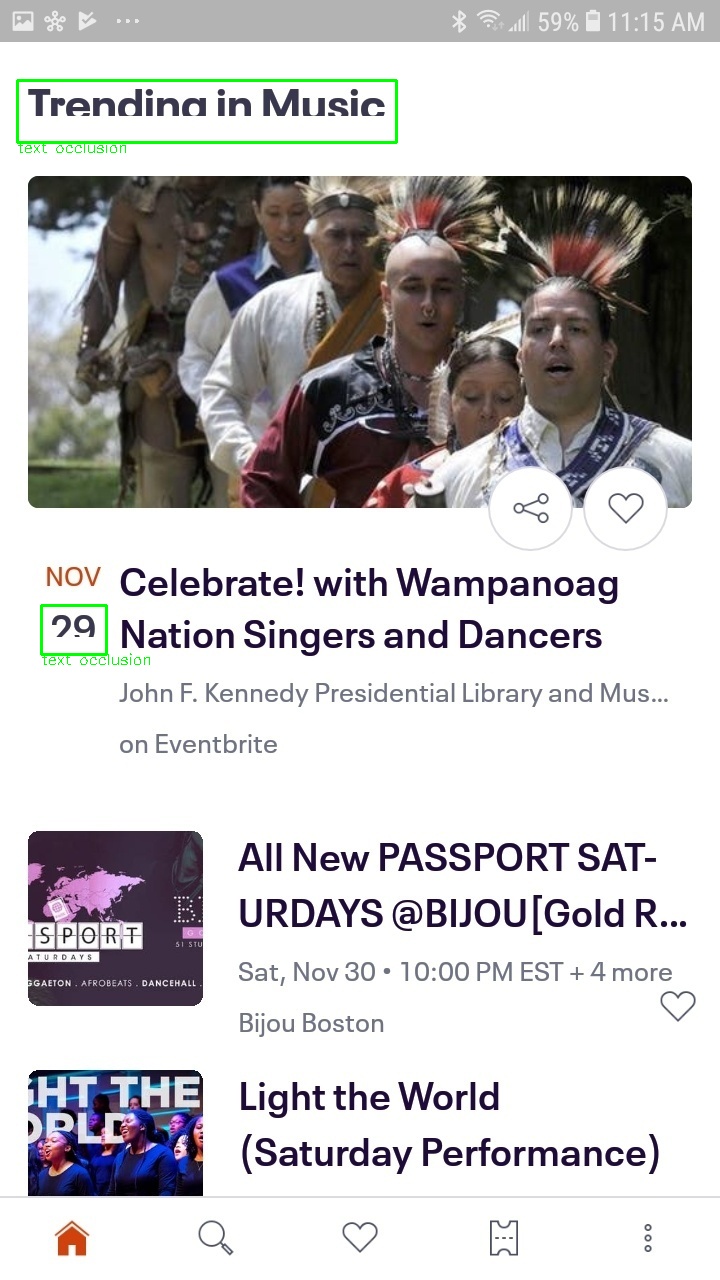 59% 11:15 AM
Trending in Music
text occlusion
NOV
29
text occlusion
Celebrate! with Wampanoag
Nation Singers and Dancers
John F. Kennedy Presidential Library and Mus...
on Eventbrite
SPORT
ATURDAYS
GGAETON . AFROBEATS . DANCEHALL .
All New PASSPORT SAT-
URDAYS @BIJOU[Gold R...
Sat, Nov 30 • 10:00 PM EST + 4 more
Bijou Boston
GHT THE
ORLD
Light the World
(Saturday Performance)